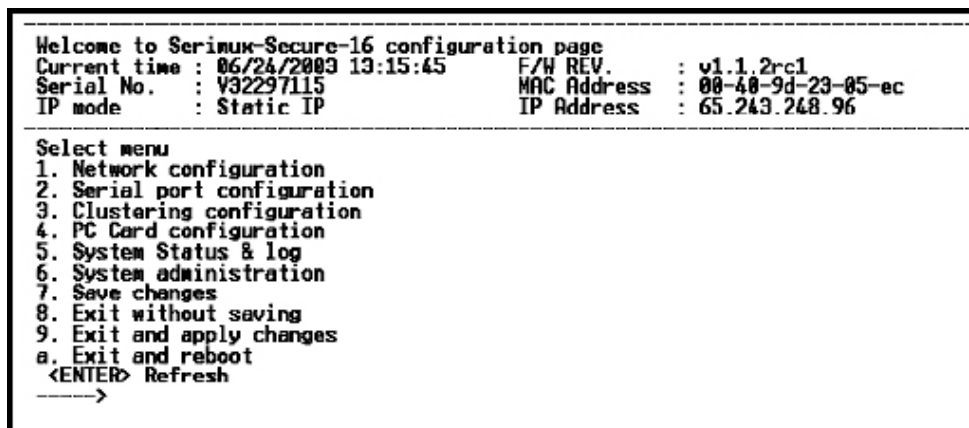 Welcome to Serimux-Secure-16 configuration page
Current time : 06/24/2003 13:15:45 F/W REV. : v1.1.2rc1
Serial No. : V32297115 MAC Address : 00-40-9d-23-05-ec
IP mode : Static IP IP Address : 65.243.248.96
Select menu
1. Network configuration
2. Serial port configuration
3. Clustering configuration
4. PC Card configuration
5. System Status & log
6. System administration
7. Save changes
8. Exit without saving
9. Exit and apply changes
a. Exit and reboot
<ENTER> Refresh
----->